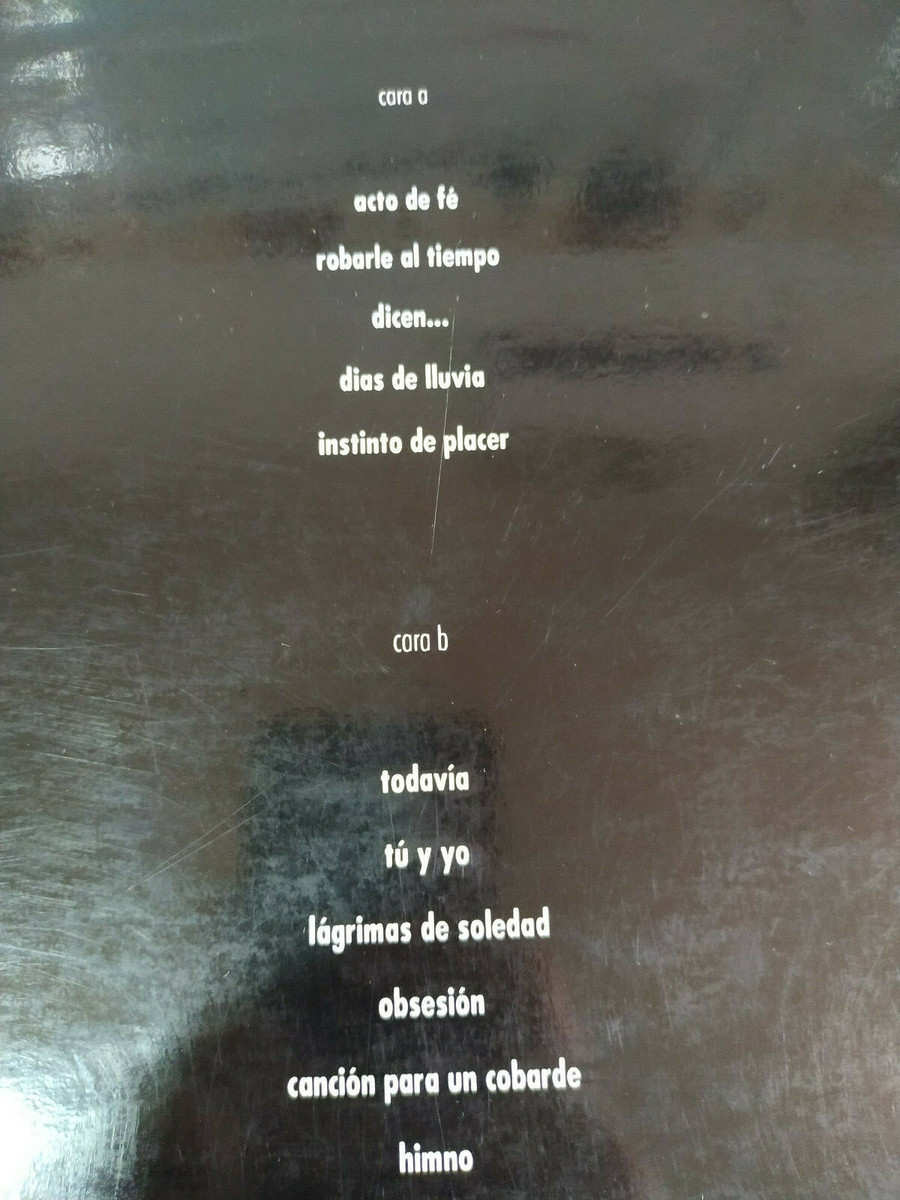 cara a
acto de fé
robarle al tiempo
dicen...
dias de lluvia
instinto de placer
cara b
todavía
tú y yo
lágrimas de soledad
obsesión
canción para un cobarde
himno